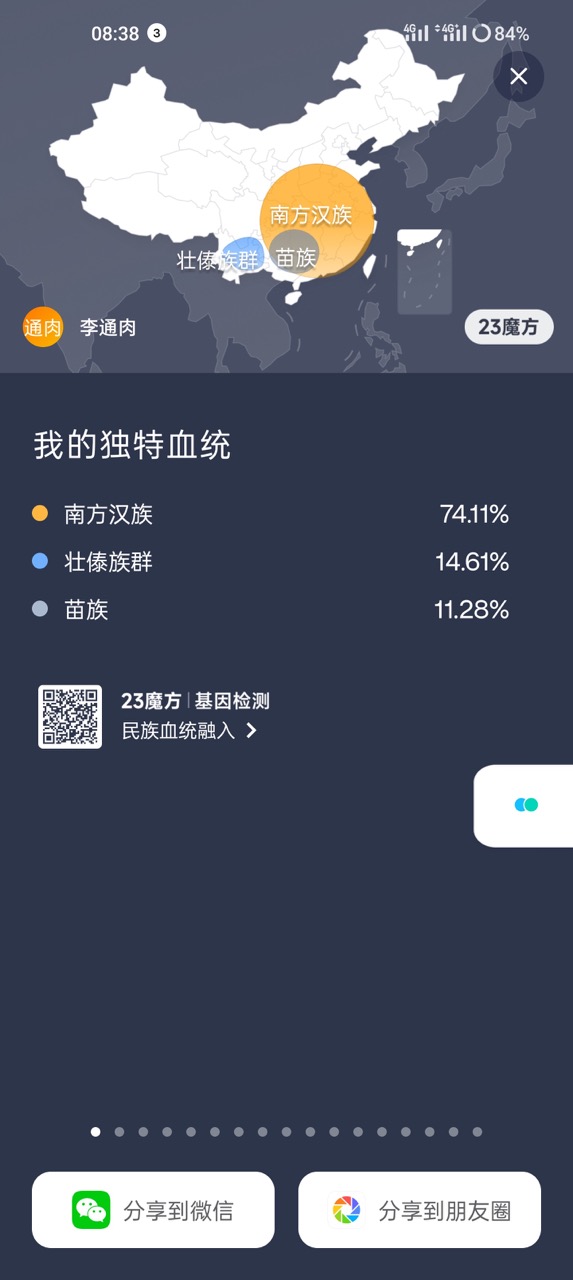 08:38 3 4G 4G+ 84%
南方汉族
壮傣族群 苗族
通肉 李通肉 23魔方
我的独特血统
南方汉族 74.11%
壮傣族群 14.61%
苗族 11.28%
23魔方 | 基因检测
民族血统融入
分享到微信 分享到朋友圈